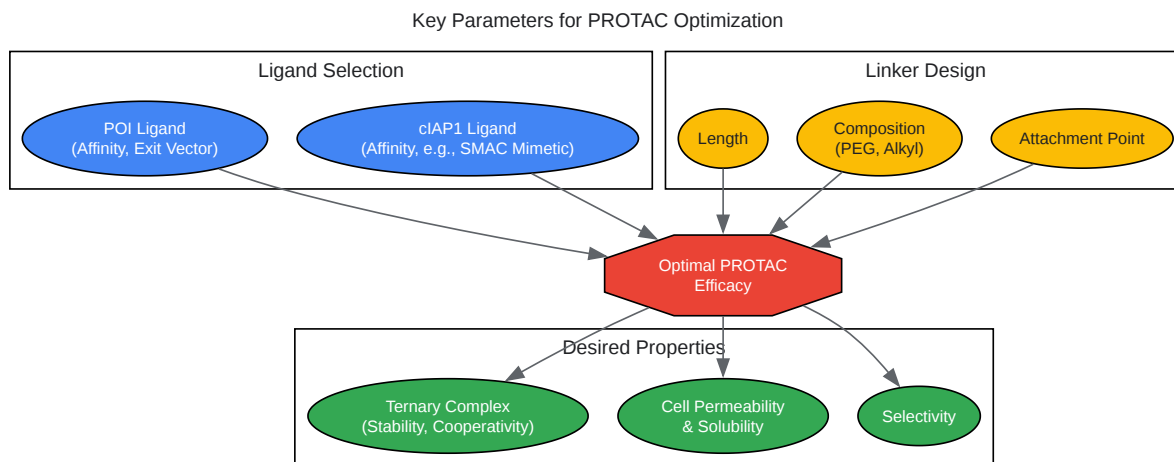 Key Parameters for PROTAC Optimization
Ligand Selection
Linker Design
POI Ligand
(Affinity, Exit Vector)
cIAP1 Ligand
(Affinity, e.g., SMAC Mimetic)
Length
Composition
(PEG, Alkyl)
Attachment Point
Optimal PROTAC
Efficacy
Desired Properties
Ternary Complex
(Stability, Cooperativity)
Cell Permeability
& Solubility
Selectivity